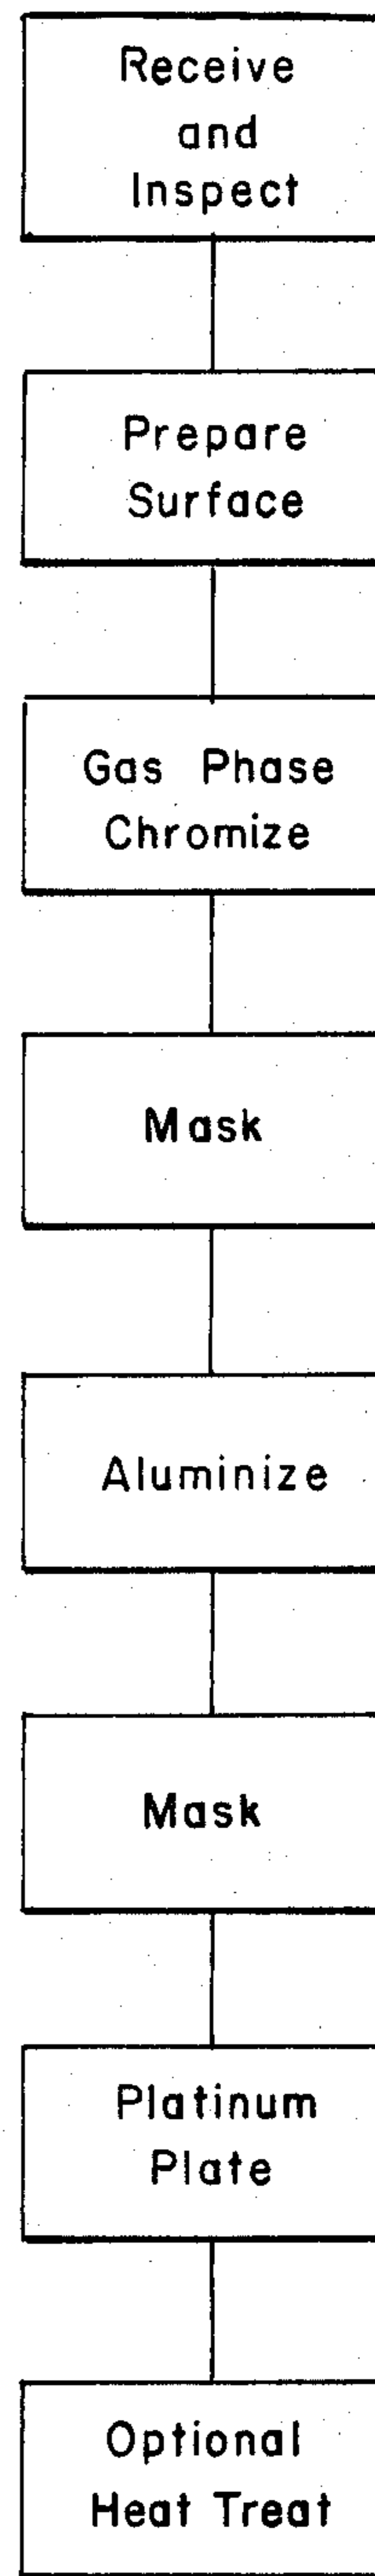 Receive
and
Inspect
Prepare
Surface
Gas Phase
Chromize
Mask
Aluminize
Mask
Platinum
Plate
Optional
Heat Treat